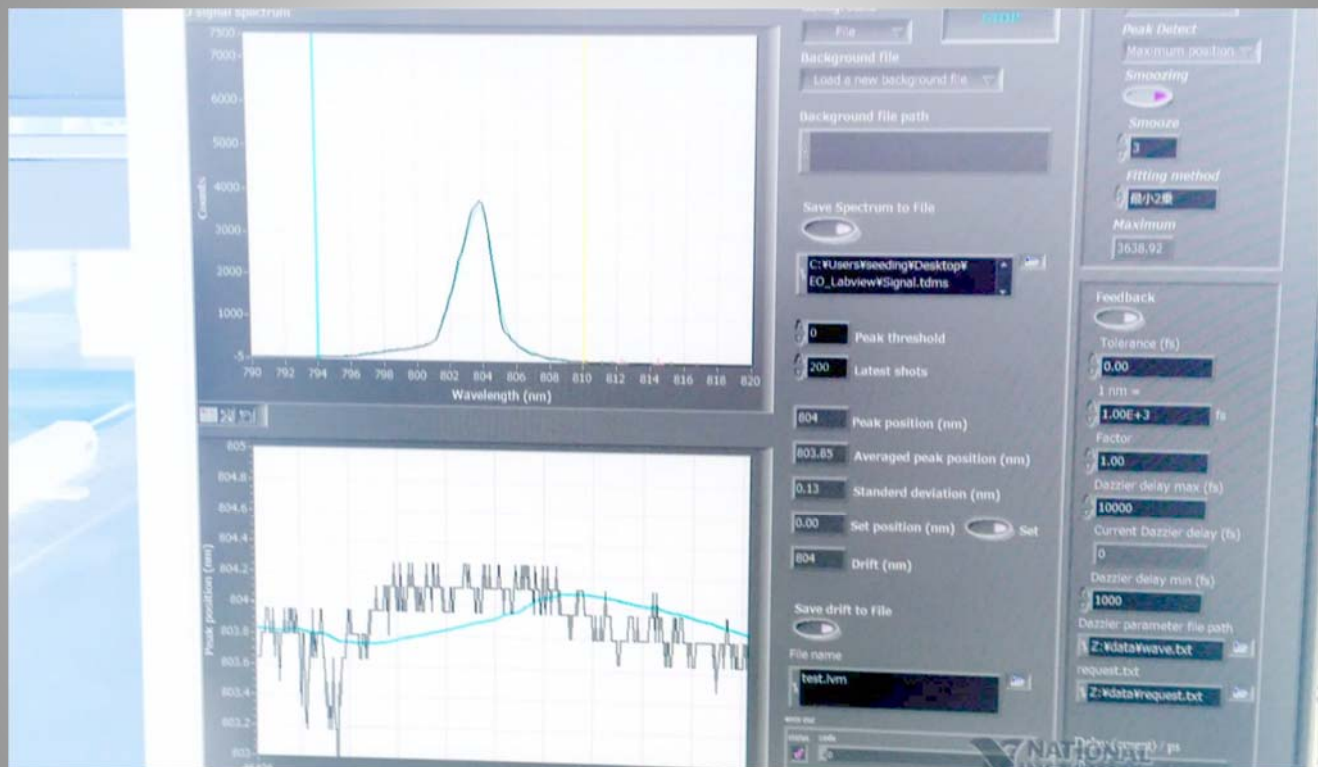 signal spectrum
7500
7000
6000
5000
4000
3000
2000
1000
-5
Counts
790 792 794 796 798 800 802 804 806 808 810 812 814 816 818 820
Wavelength (nm)
805
804.8
804.6
804.4
804.2
804
803.8
803.6
803.4
803.2
803
Peak position (nm)
File
Background file
Load a new background file
Background file path
Save Spectrum to File
C:¥Users¥seeding¥Desktop¥
EO_Labview¥Signal.tdms
0 Peak threshold
200 Latest shots
804 Peak position (nm)
803.85 Averaged peak position (nm)
0.13 Standerd deviation (nm)
0.00 Set position (nm) Set
804 Drift (nm)
Save drift to File
File name
test.lvm
status code
Peak Detect
Maximum position
Smoozing
Smooze
3
Fitting method
最小2乗
Maximum
3638.92
Feedback
Tolerance (fs)
0.00
1 nm =
1.00E+3 fs
Factor
1.00
Dazzler delay max (fs)
10000
Current Dazzler delay (fs)
0
Dazzler delay min (fs)
1000
Dazzler parameter file path
Z:¥data¥wave.txt
request.txt
Z:¥data¥request.txt
NATIONAL